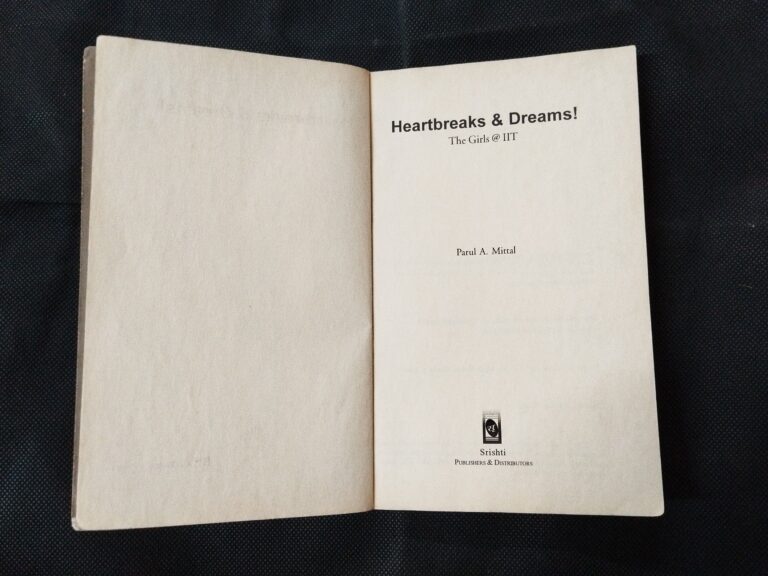 Heartbreaks & Dreams!
The Girls @ IIT
Parul A. Mittal
Srishti
PUBLISHERS & DISTRIBUTORS